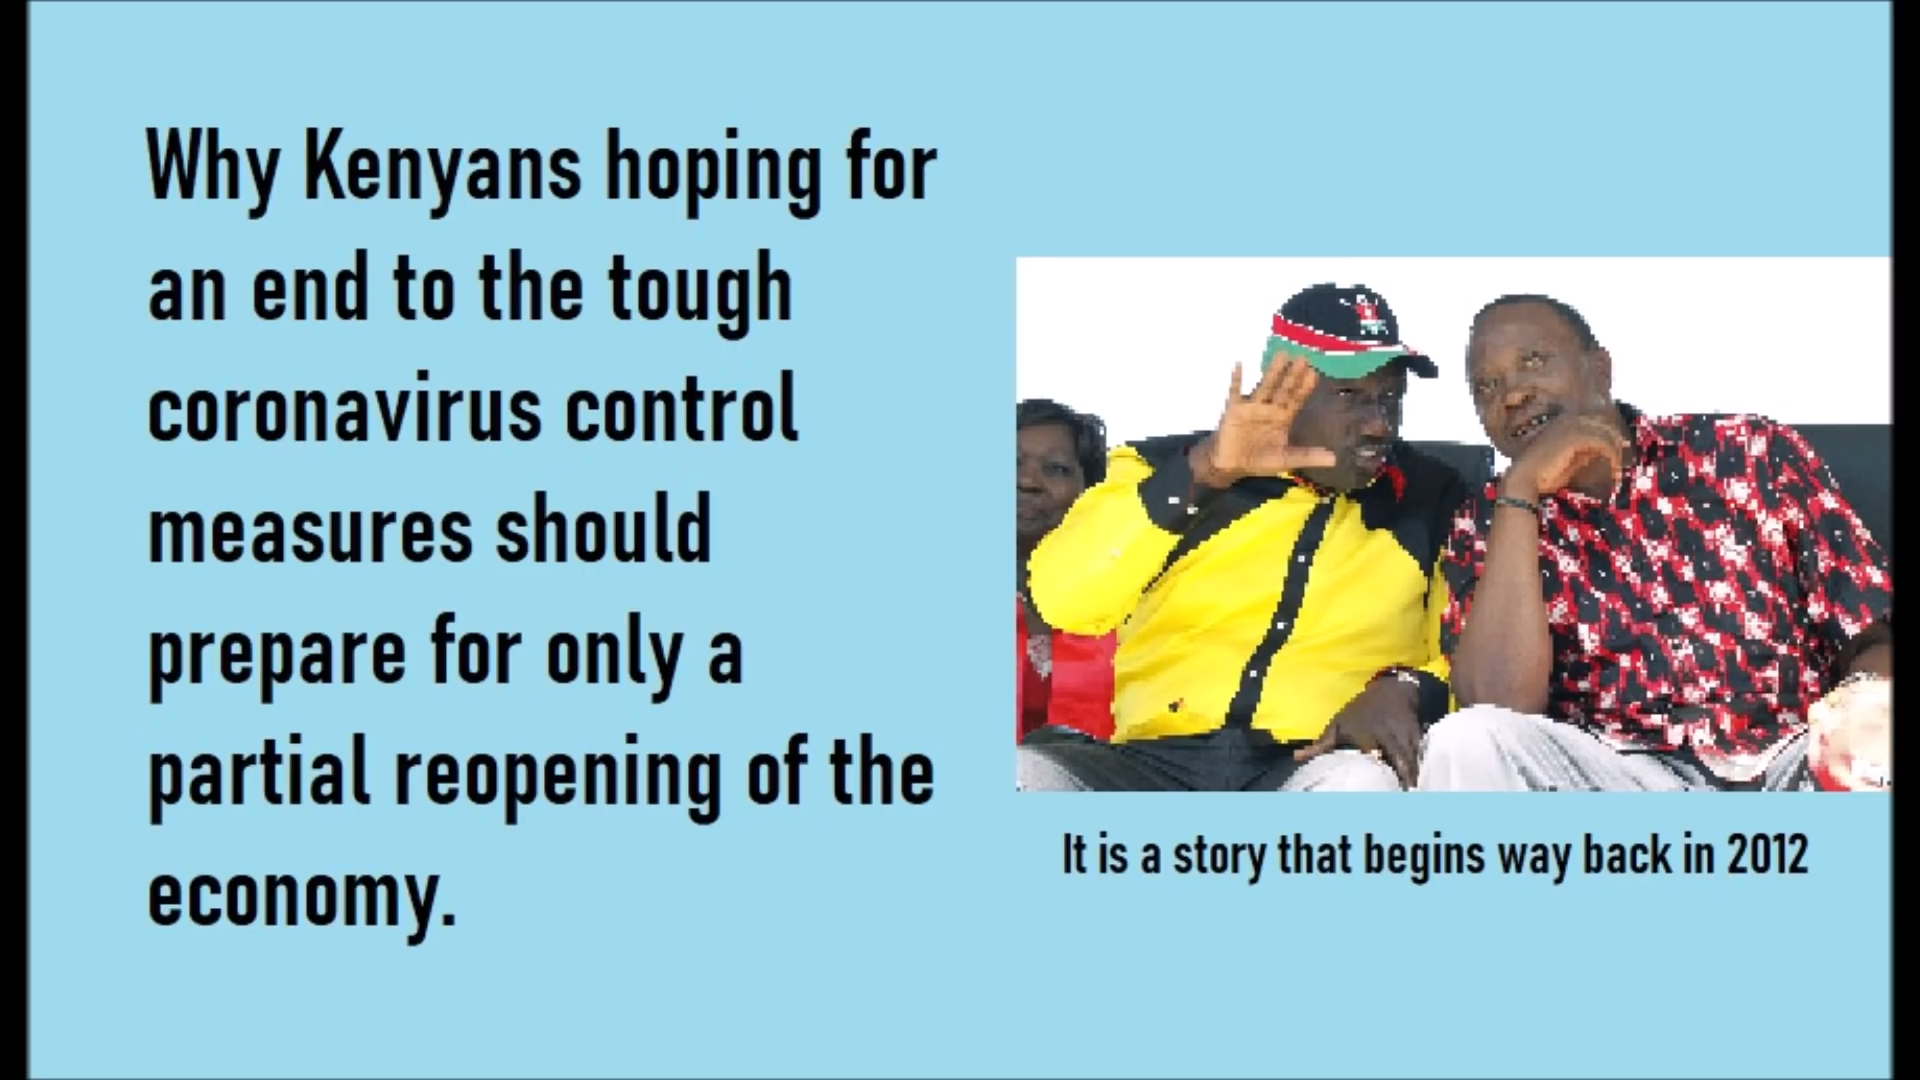 Why Kenyans hoping for
an end to the tough
coronavirus control
measures should
prepare for only a
partial reopening of the
economy.
It is a story that begins way back in 2012